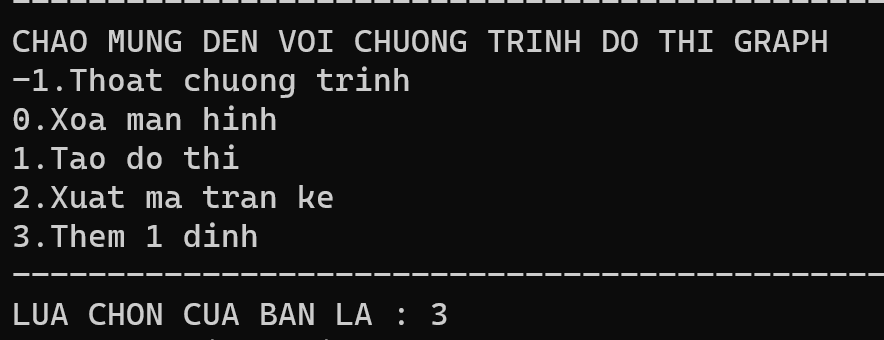 CHAO MUNG DEN VOI CHUONG TRINH DO THI GRAPH
-1.Thoat chuong trinh
0.Xoa man hinh
1.Tao do thi
2.Xuat ma tran ke
3.Them 1 dinh
-----------------------------------------------
LUA CHON CUA BAN LA : 3